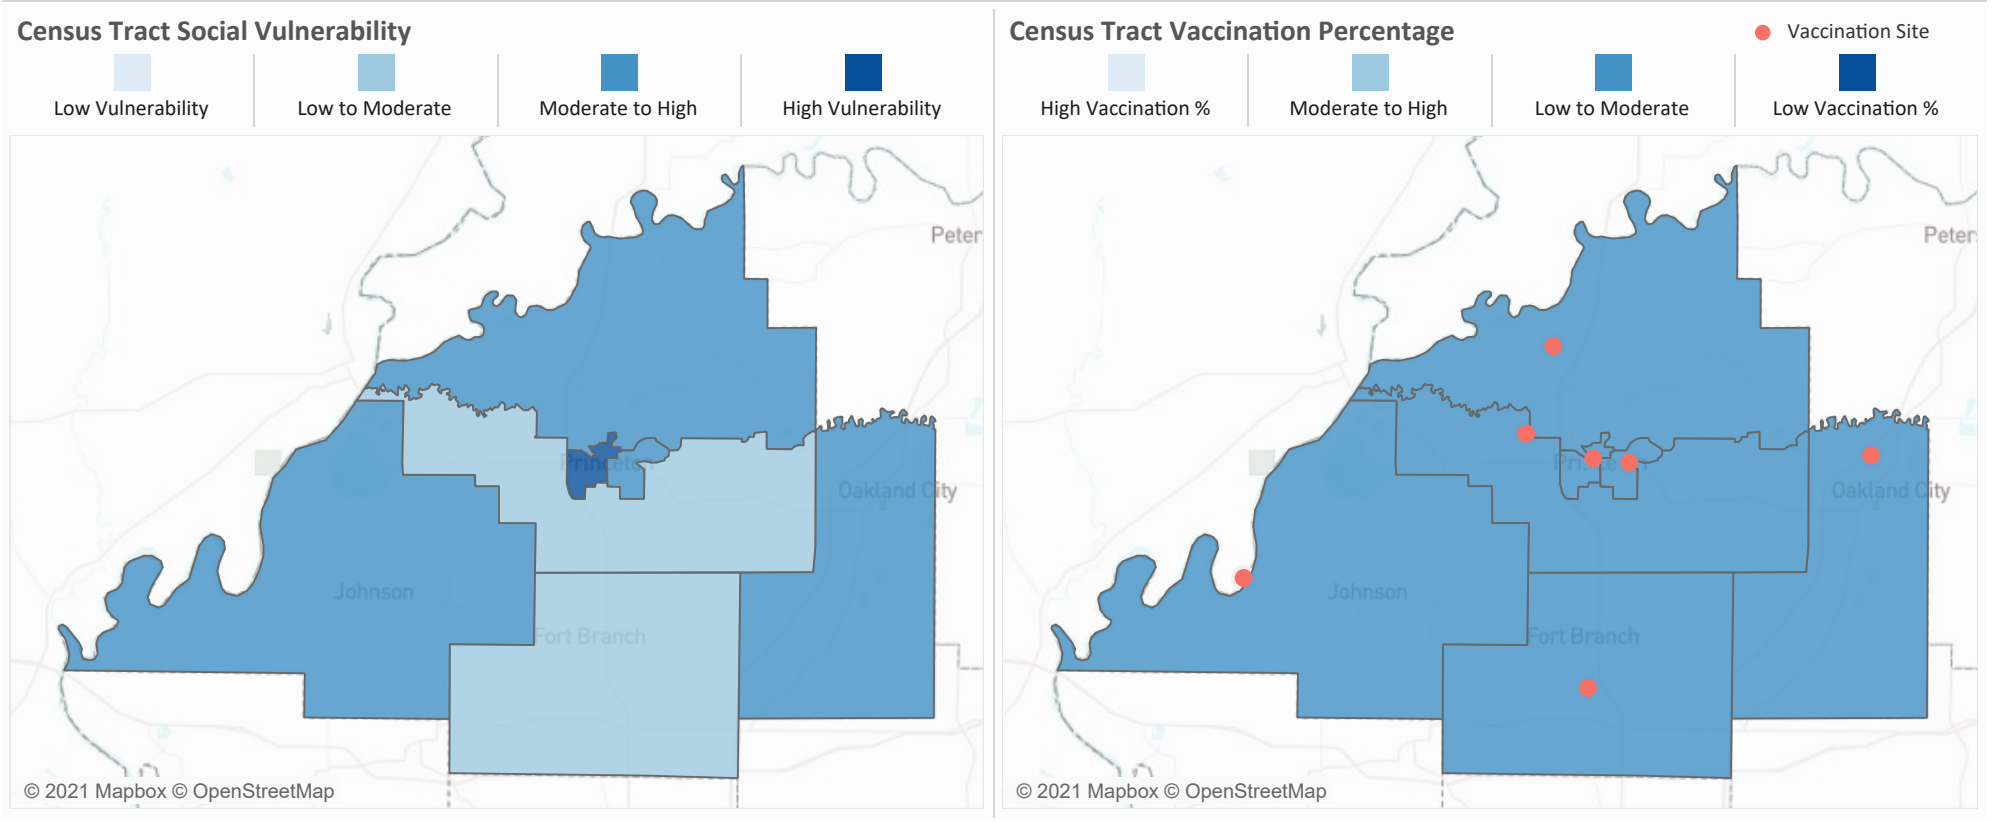 Census Tract Social Vulnerability
Low Vulnerability
Low to Moderate
Moderate to High
High Vulnerability
Peter
Princeton
Oakland City
Johnson
Fort Branch
© 2021 Mapbox © OpenStreetMap
Census Tract Vaccination Percentage
Vaccination Site
High Vaccination %
Moderate to High
Low to Moderate
Low Vaccination %
Peter
Princeton
Oakland City
Johnson
Fort Branch
© 2021 Mapbox © OpenStreetMap